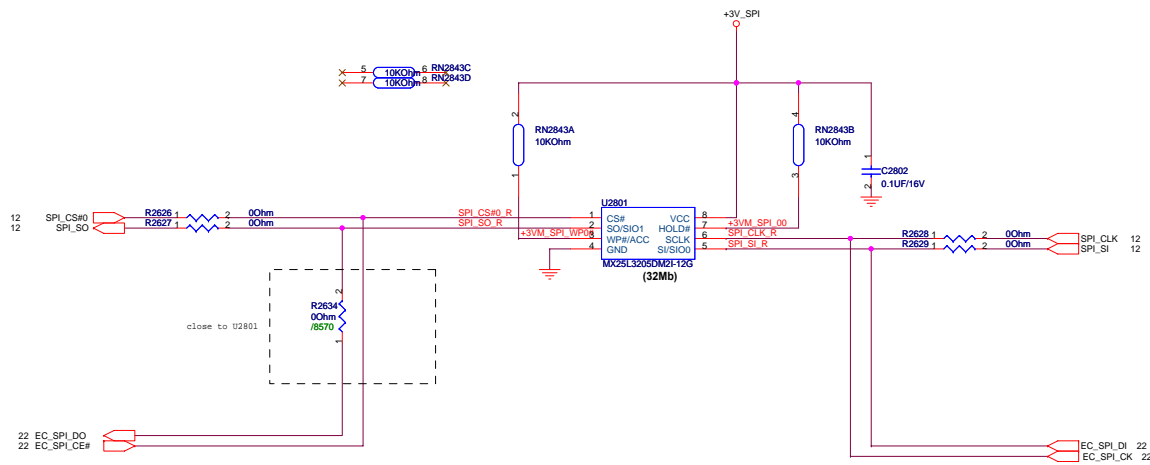 +3V_SPI
5 10KOhm 6 RN2843C
7 10KOhm 8 RN2843D
2
RN2843A
10KOhm
1
4
RN2843B
10KOhm
3
1
C2802
0.1UF/16V
2
12 SPI_CS#0 R2626 1 2 0Ohm SPI_CS#0_R
12 SPI_SO R2627 1 2 0Ohm SPI_SO_R
+3VM_SPI_WP0
U2801
1 CS# VCC 8
2 SO/SIO1 HOLD# 7
3 WP#/ACC SCLK 6
4 GND SI/SIO0 5
MX25L3205DM2I-12G
(32Mb)
+3VM_SPI_00
SPI_CLK_R R2628 1 2 0Ohm SPI_CLK 12
SPI_SI_R R2629 1 2 0Ohm SPI_SI 12
close to U2801
2
R2634
0Ohm
/8570
1
22 EC_SPI_DO
22 EC_SPI_CE#
EC_SPI_DI 22
EC_SPI_CK 22